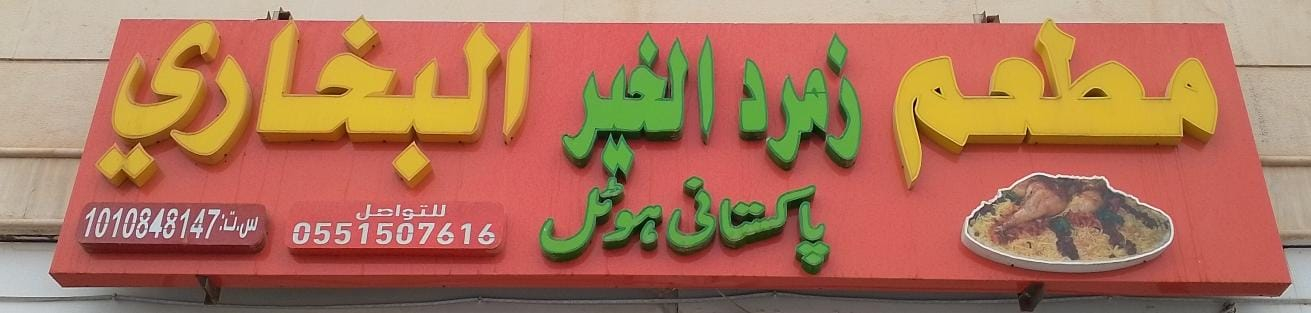 مطعم زمرد الخير البخاري
پاکستانی ہوٹل
للتواصل
0551507616
س.ت: 1010848147